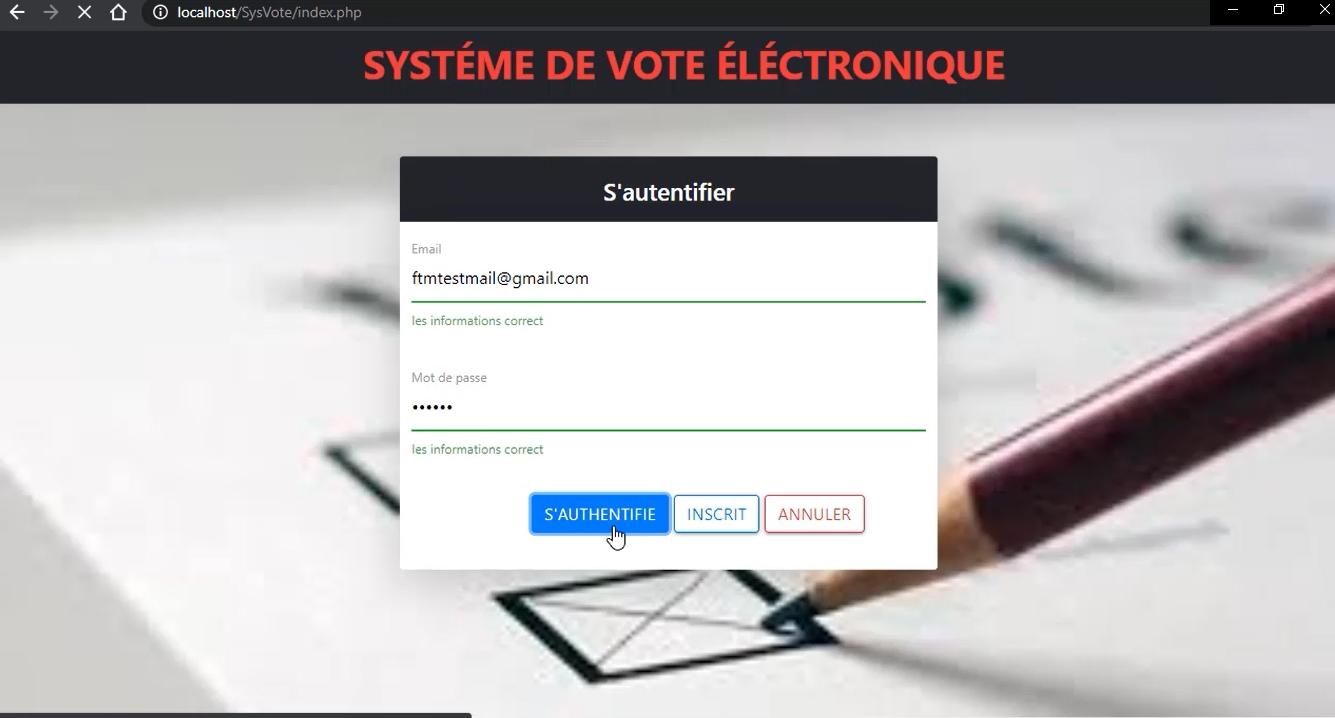 localhost/SysVote/index.php
SYSTÉME DE VOTE ÉLÉCTRONIQUE
S'autentifier
Email
ftmtestmail@gmail.com
les informations correct
Mot de passe
••••••
les informations correct
S'AUTHENTIFIE INSCRIT ANNULER